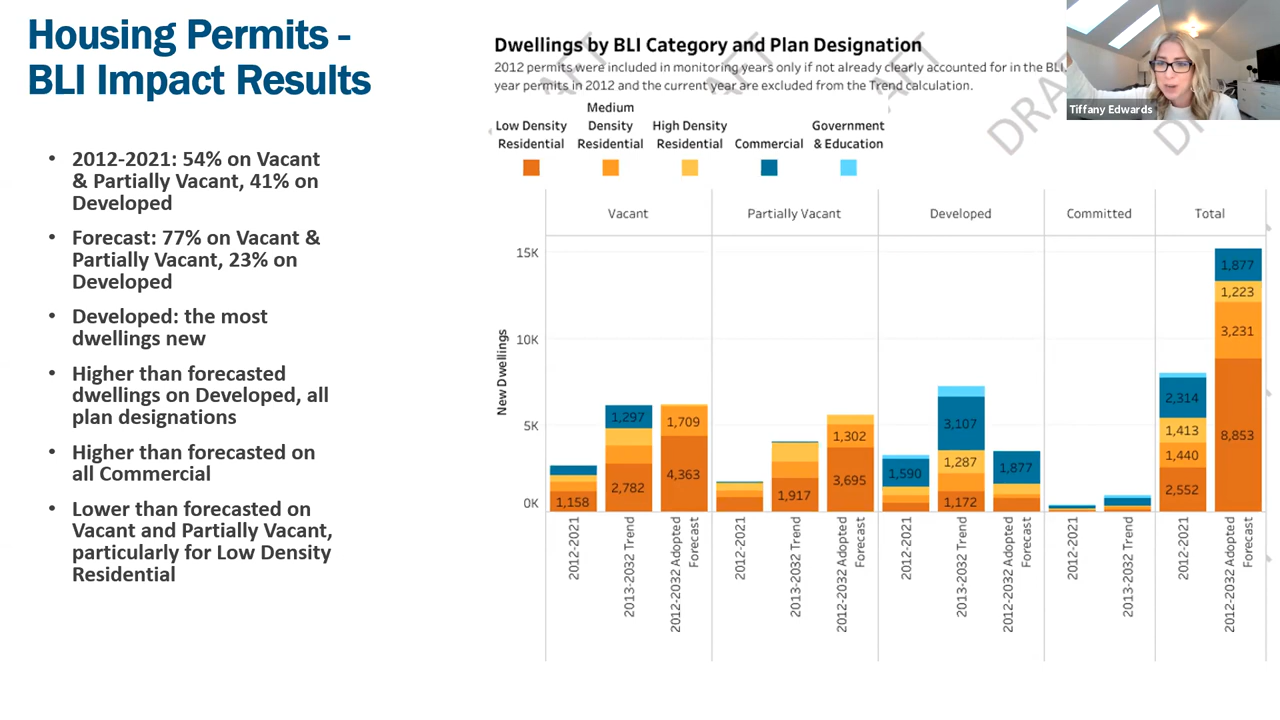 Housing Permits -
BLI Impact Results
• 2012-2021: 54% on Vacant
& Partially Vacant, 41% on
Developed
• Forecast: 77% on Vacant &
Partially Vacant, 23% on
Developed
• Developed: the most
dwellings new
• Higher than forecasted
dwellings on Developed, all
plan designations
• Higher than forecasted on
all Commercial
• Lower than forecasted on
Vacant and Partially Vacant,
particularly for Low Density
Residential
Dwellings by BLI Category and Plan Designation
2012 permits were included in monitoring years only if not already clearly accounted for in the BLI.
year permits in 2012 and the current year are excluded from the Trend calculation.
Low Density
Residential
Medium
Density
Residential
High Density
Residential
Commercial
Government
& Education
Vacant
Partially Vacant
Developed
Committed
Total
New Dwellings
15K
10K
5K
0K
1,158
1,297
2,782
1,709
4,363
1,917
1,302
3,695
1,590
3,107
1,287
1,172
1,877
2,314
1,413
1,440
2,552
1,877
1,223
3,231
8,853
2012-2021
2013-2032 Trend
2012-2032 Adopted
Forecast
2012-2021
2013-2032 Trend
2012-2032 Adopted
Forecast
2012-2021
2013-2032 Trend
2012-2032 Adopted
Forecast
2012-2021
2013-2032 Trend
2012-2021
2012-2032 Adopted
Forecast
Tiffany Edwards